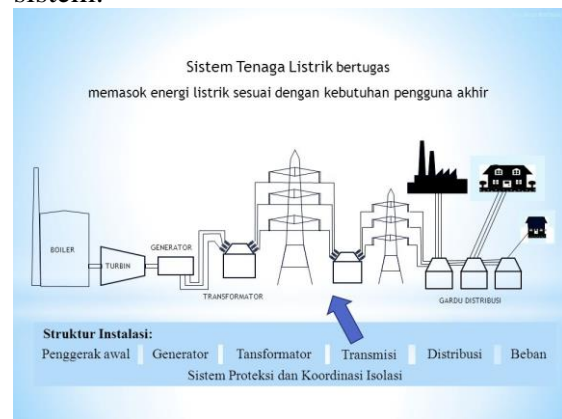 sistem.
Sistem Tenaga Listrik bertugas
memasok energi listrik sesuai dengan kebutuhan pengguna akhir
BOILER
TURBIN
GENERATOR
TRANSFORMATOR
GARDU DISTRIBUSI
Struktur Instalasi:
Penggerak awal Generator Tansformator Transmisi Distribusi Beban
Sistem Proteksi dan Koordinasi Isolasi